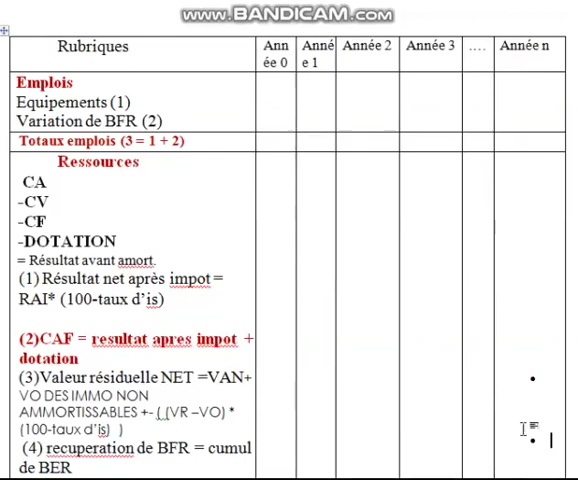 www.BANDICAM.com
Rubriques Ann Anné Année 2 Année 3 .... Année n
ée 0 e 1
Emplois
Equipements (1)
Variation de BFR (2)
Totaux emplois (3 = 1 + 2)
Ressources
CA
-CV
-CF
-DOTATION
= Résultat avant amort.
(1) Résultat net après impot =
RAI* (100-taux d'is)
(2)CAF = resultat apres impot +
dotation
(3)Valeur résiduelle NET =VAN+
VO DES IMMO NON
AMMORTISSABLES +- ( (VR –VO) *
(100-taux d'is) )
(4) recuperation de BFR = cumul
de BFR